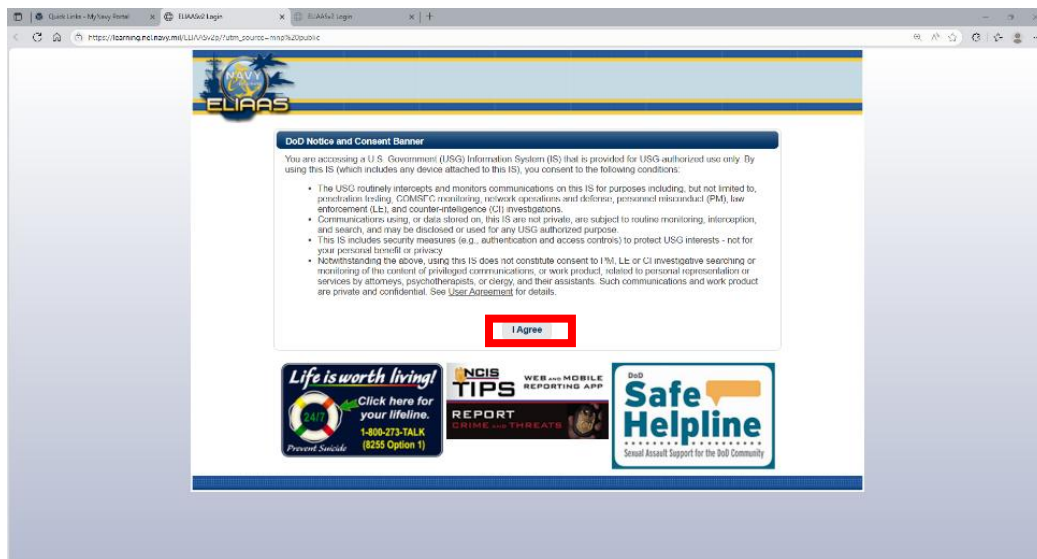 Quick Links - MyNavy Portal
ELIAASv2 Login
ELIAASv2 Login
https://learning.nel.navy.mil/ELIAASv2p/?utm_source=mnp%20public
NAVY
ELIAAS
DoD Notice and Consent Banner
You are accessing a U.S. Government (USG) Information System (IS) that is provided for USG-authorized use only. By
using this IS (which includes any device attached to this IS), you consent to the following conditions:
• The USG routinely intercepts and monitors communications on this IS for purposes including, but not limited to,
penetration testing, COMSEC monitoring, network operations and defense, personnel misconduct (PM), law
enforcement (LE), and counter-intelligence (CI) investigations.
• Communications using, or data stored on, this IS are not private, are subject to routine monitoring, interception,
and search, and may be disclosed or used for any USG authorized purpose.
• This IS includes security measures (e.g., authentication and access controls) to protect USG interests - not for
your personal benefit or privacy
• Notwithstanding the above, using this IS does not constitute consent to PM, LE or CI investigative searching or
monitoring of the content of privileged communications, or work product, related to personal representation or
services by attorneys, psychotherapists, or clergy, and their assistants. Such communications and work product
are private and confidential. See User Agreement for details.
I Agree
Life is worth living!
24/7
Click here for
your lifeline.
1-800-273-TALK
(8255 Option 1)
Prevent Suicide
NCIS
TIPS
WEB AND MOBILE
REPORTING APP
REPORT
CRIME AND THREATS
DoD
Safe
Helpline
Sexual Assault Support for the DoD Community